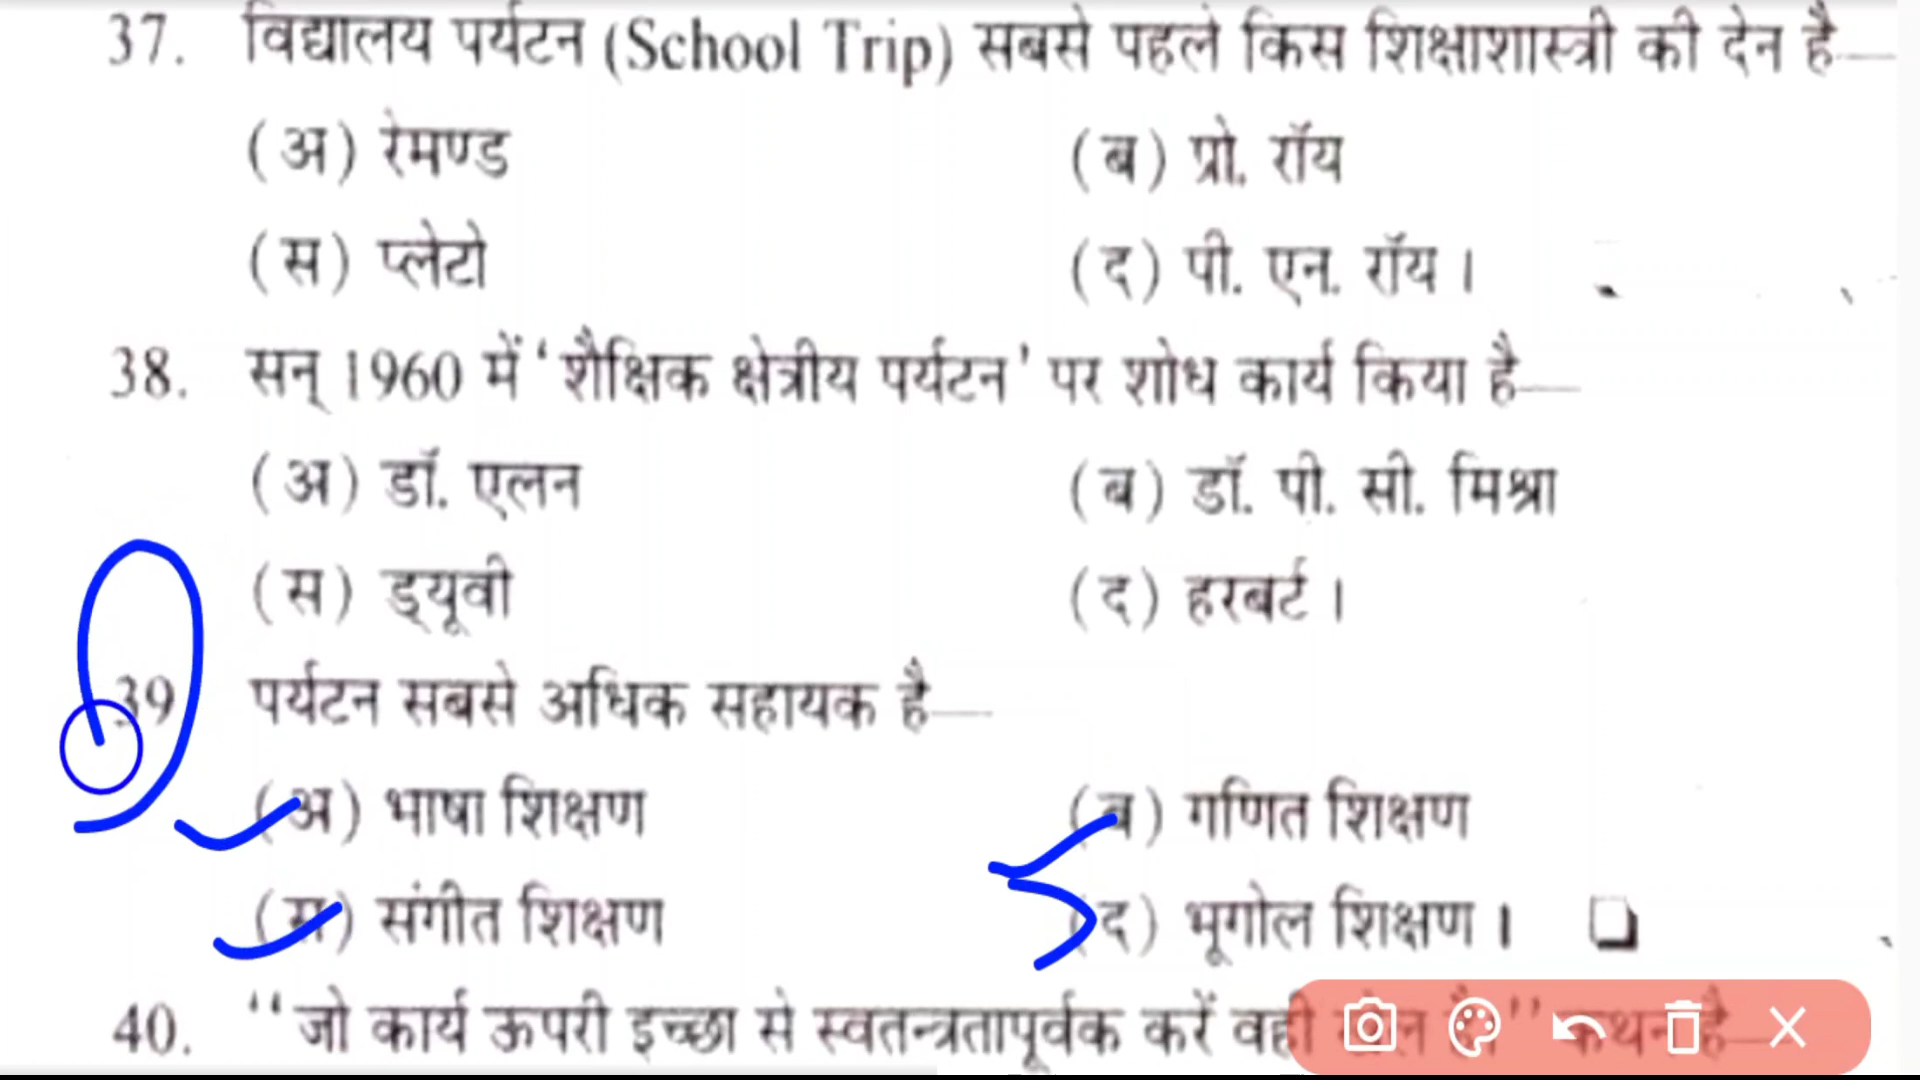 37. विद्यालय पर्यटन (School Trip) सबसे पहले किस शिक्षाशास्त्री की देन है—
(अ) रेमण्ड (ब) प्रो. रॉय
(स) प्लेटो (द) पी. एन. रॉय ।
38. सन् 1960 में ‘शैक्षिक क्षेत्रीय पर्यटन’ पर शोध कार्य किया है—
(अ) डॉ. एलन (ब) डॉ. पी. सी. मिश्रा
(स) ड्यूवी (द) हरबर्ट ।
39 पर्यटन सबसे अधिक सहायक है—
(अ) भाषा शिक्षण (ब) गणित शिक्षण
(स) संगीत शिक्षण (द) भूगोल शिक्षण ।
40. ‘‘जो कार्य ऊपरी इच्छा से स्वतन्त्रतापूर्वक करें वही है’’ कथन है—